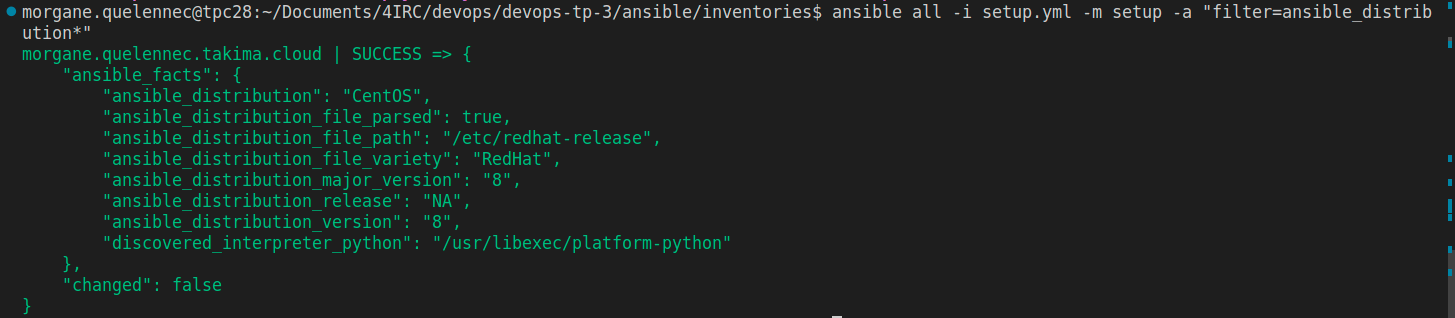 morgane.quelennec@tpc28:~/Documents/4IRC/devops/devops-tp-3/ansible/inventories$ ansible all -i setup.yml -m setup -a "filter=ansible_distrib
ution*"
morgane.quelennec.takima.cloud | SUCCESS => {
    "ansible_facts": {
        "ansible_distribution": "CentOS",
        "ansible_distribution_file_parsed": true,
        "ansible_distribution_file_path": "/etc/redhat-release",
        "ansible_distribution_file_variety": "RedHat",
        "ansible_distribution_major_version": "8",
        "ansible_distribution_release": "NA",
        "ansible_distribution_version": "8",
        "discovered_interpreter_python": "/usr/libexec/platform-python"
    },
    "changed": false
}